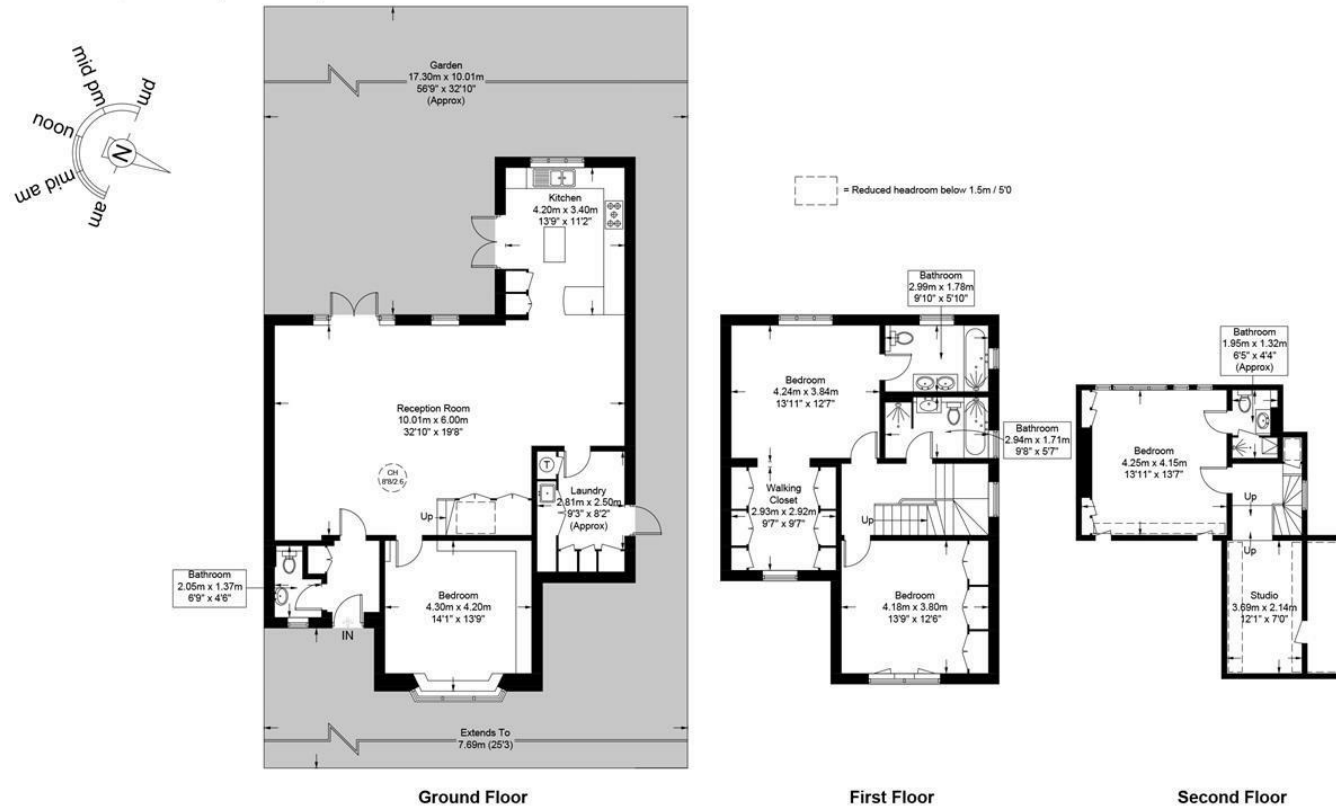 Garden
17.30m x 10.01m
56'9" x 32'10"
(Approx)
mid pm
pm
noon
N
mid am
am
Kitchen
4.20m x 3.40m
13'9" x 11'2"
Reception Room
10.01m x 6.00m
32'10" x 19'8"
CH
8'8/2.6
Up
T
Laundry
2.81m x 2.50m
9'3" x 8'2"
(Approx)
Bathroom
2.05m x 1.37m
6'9" x 4'6"
IN
Bedroom
4.30m x 4.20m
14'1" x 13'9"
Extends To
7.69m (25'3)
Ground Floor
= Reduced headroom below 1.5m / 5'0
Bathroom
2.99m x 1.78m
9'10" x 5'10"
Bedroom
4.24m x 3.84m
13'11" x 12'7"
Bathroom
2.94m x 1.71m
9'8" x 5'7"
Walking
Closet
2.93m x 2.92m
9'7" x 9'7"
Up
Bedroom
4.18m x 3.80m
13'9" x 12'6"
First Floor
Bathroom
1.95m x 1.32m
6'5" x 4'4"
(Approx)
Bedroom
4.25m x 4.15m
13'11" x 13'7"
Up
Up
Studio
3.69m x 2.14m
12'1" x 7'0"
Second Floor